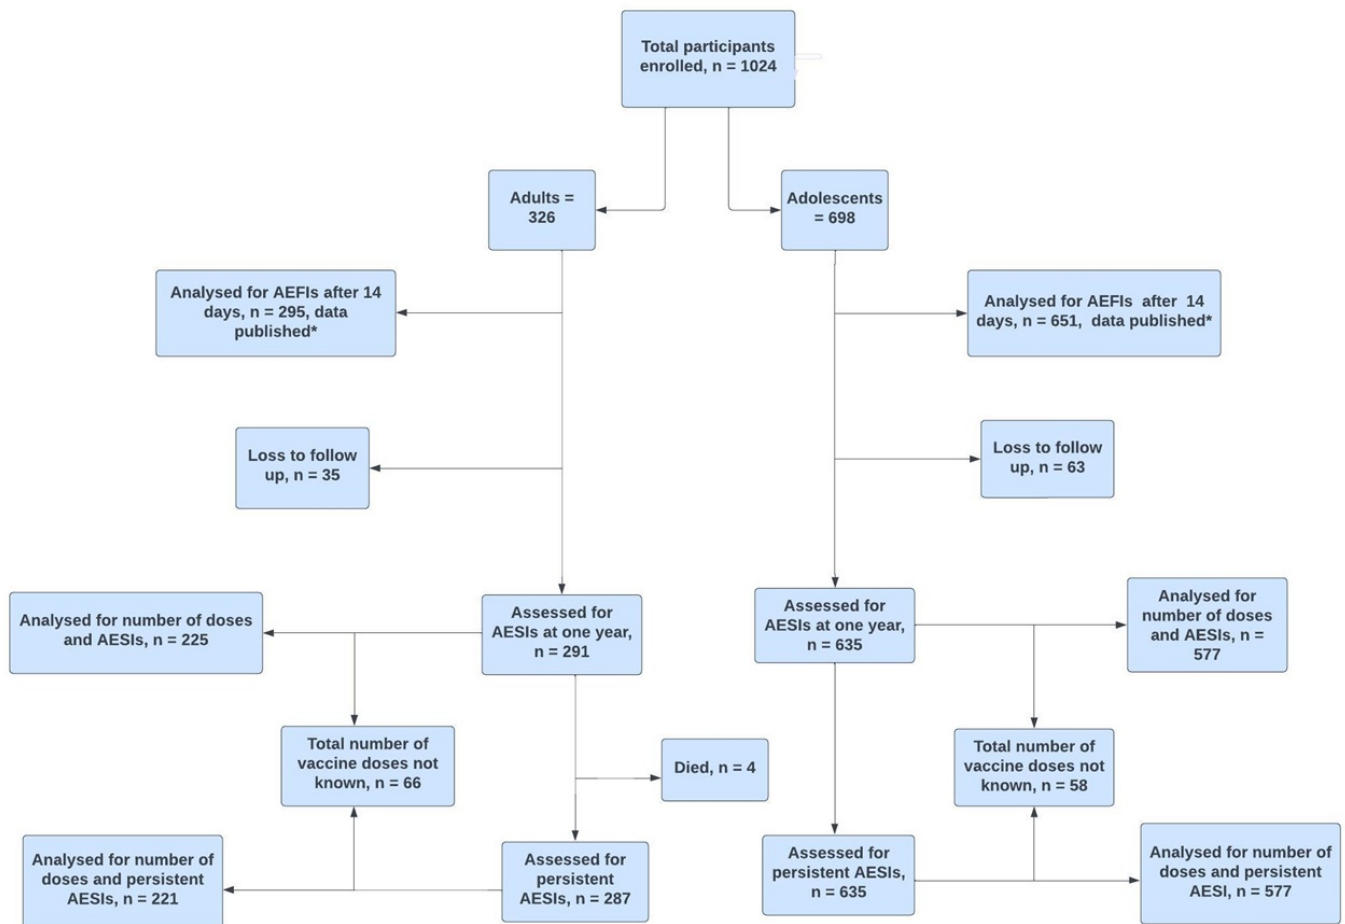 Total participants
enrolled, n = 1024
Adults =
326
Adolescents
= 698
Analysed for AEFIs after 14
days, n = 295, data
published*
Analysed for AEFIs  after  14
days, n = 651,  data published*
Loss to follow
up, n = 35
Loss to follow
up, n = 63
Analysed for number of doses
and AESIs, n = 225
Assessed for
AESIs at one year,
n = 291
Assessed for
AESIs at one year,
n = 635
Analysed for
number of doses
and AESIs, n =
577
Total number of
vaccine doses not
known, n = 66
Died, n = 4
Total number of
vaccine doses not
known, n = 58
Analysed for number of
doses and persistent
AESIs, n = 221
Assessed for
persistent
AESIs, n = 287
Assessed for
persistent AESIs,
n = 635
Analysed for number of
doses and persistent
AESI, n = 577